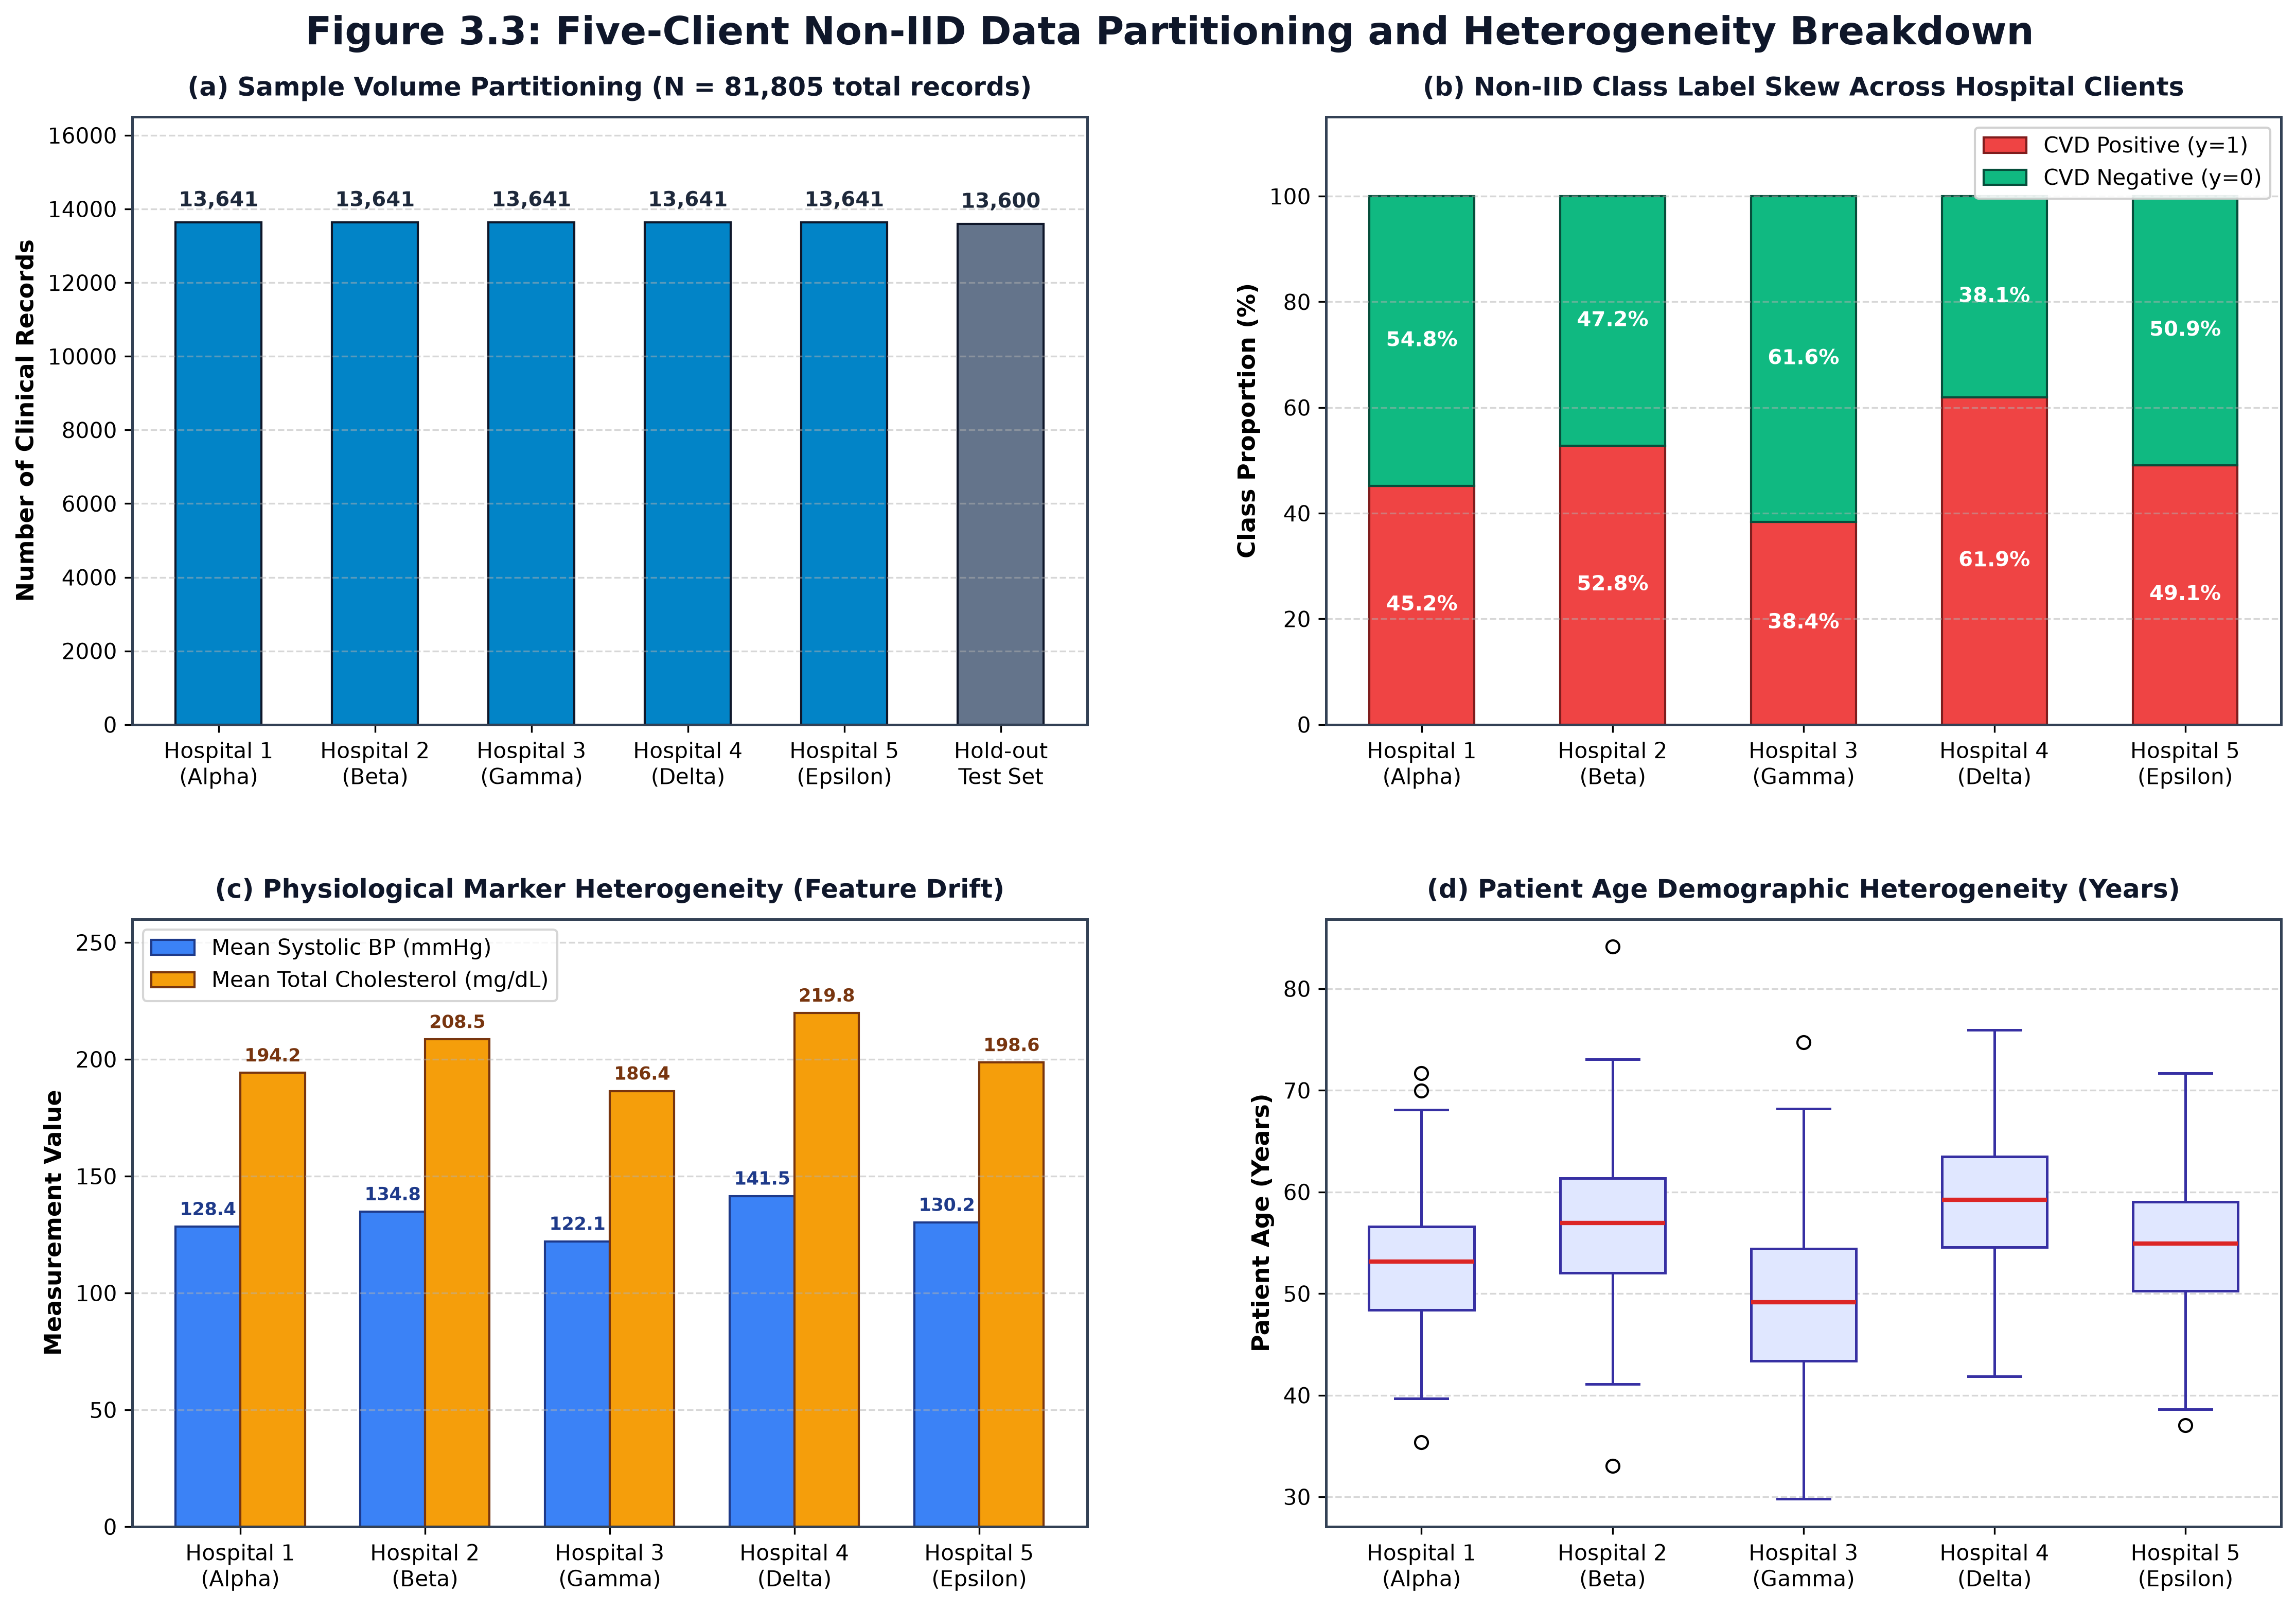 Figure 3.3: Five-Client Non-IID Data Partitioning and Heterogeneity Breakdown
(a) Sample Volume Partitioning (N = 81,805 total records)
Number of Clinical Records
16000
14000
12000
10000
8000
6000
4000
2000
0
13,641
13,641
13,641
13,641
13,641
13,600
Hospital 1
(Alpha)
Hospital 2
(Beta)
Hospital 3
(Gamma)
Hospital 4
(Delta)
Hospital 5
(Epsilon)
Hold-out
Test Set
(b) Non-IID Class Label Skew Across Hospital Clients
Class Proportion (%)
CVD Positive (y=1)
CVD Negative (y=0)
100
80
60
40
20
0
54.8%
47.2%
61.6%
38.1%
50.9%
45.2%
52.8%
38.4%
61.9%
49.1%
Hospital 1
(Alpha)
Hospital 2
(Beta)
Hospital 3
(Gamma)
Hospital 4
(Delta)
Hospital 5
(Epsilon)
(c) Physiological Marker Heterogeneity (Feature Drift)
Measurement Value
Mean Systolic BP (mmHg)
Mean Total Cholesterol (mg/dL)
250
200
150
100
50
0
128.4
194.2
134.8
208.5
122.1
186.4
141.5
219.8
130.2
198.6
Hospital 1
(Alpha)
Hospital 2
(Beta)
Hospital 3
(Gamma)
Hospital 4
(Delta)
Hospital 5
(Epsilon)
(d) Patient Age Demographic Heterogeneity (Years)
Patient Age (Years)
80
70
60
50
40
30
Hospital 1
(Alpha)
Hospital 2
(Beta)
Hospital 3
(Gamma)
Hospital 4
(Delta)
Hospital 5
(Epsilon)